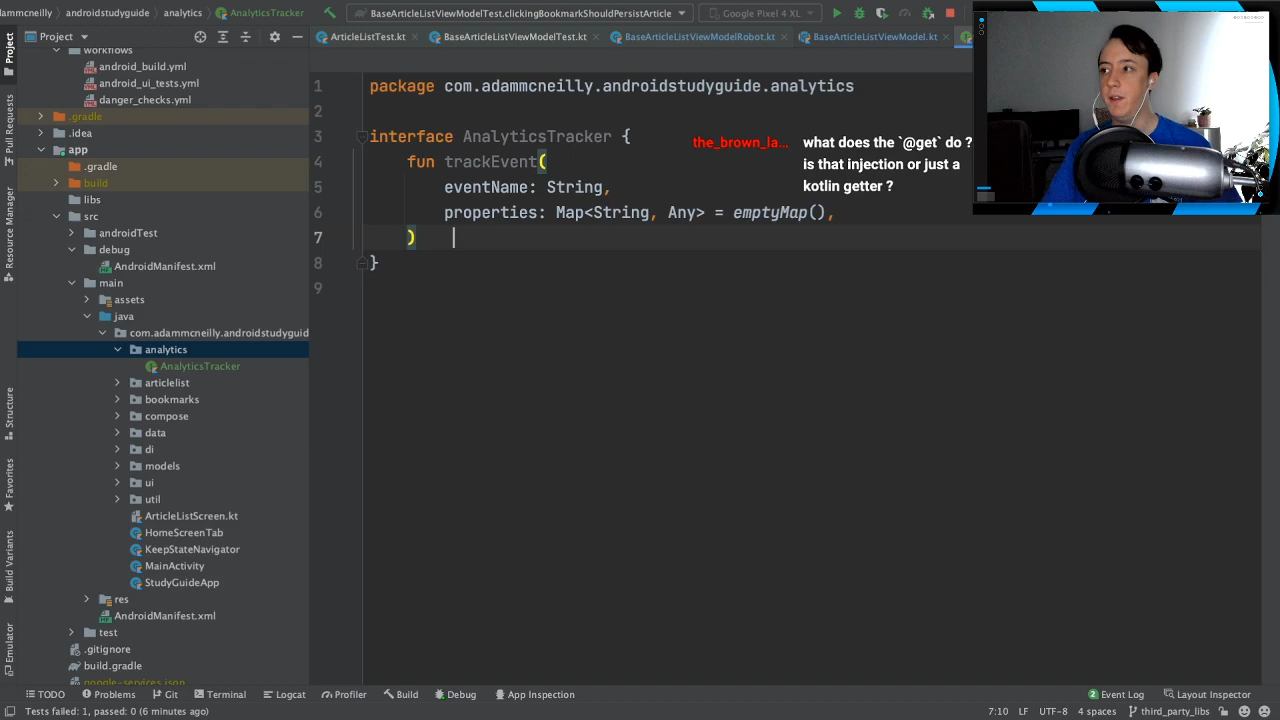 dammcneilly
androidstudyguide
analytics
AnalyticsTracker
BaseArticleListViewModelTest.clickingBookmarkShouldPersistArticle
Google Pixel 4 XL
Project
ArticleListTest.kt
BaseArticleListViewModelTest.kt
BaseArticleListViewModelRobot.kt
BaseArticleListViewModel.kt
Project
Pull Requests
Resource Manager
Structure
Favorites
Build Variants
Emulator
workflows
android_build.yml
android_ui_tests.yml
danger_checks.yml
.gradle
.idea
app
.gradle
build
libs
src
androidTest
debug
AndroidManifest.xml
main
assets
java
com.adammcneilly.androidstudyguid
analytics
AnalyticsTracker
articlelist
bookmarks
compose
data
di
models
ui
util
ArticleListScreen.kt
HomeScreenTab
KeepStateNavigator
MainActivity
StudyGuideApp
res
AndroidManifest.xml
test
.gitignore
build.gradle
google-services.json
1 package com.adammcneilly.androidstudyguide.analytics
2
3 interface AnalyticsTracker {
4 fun trackEvent(
5 eventName: String,
6 properties: Map<String, Any> = emptyMap(),
7 )
8 }
9
the_brown_la... what does the `@get` do ?
is that injection or just a
kotlin getter ?
TODO Problems Git Terminal Logcat Profiler Build Debug App Inspection 2 Event Log Layout Inspector
Tests failed: 1, passed: 0 (6 minutes ago) 7:10 LF UTF-8 4 spaces third_party_libs